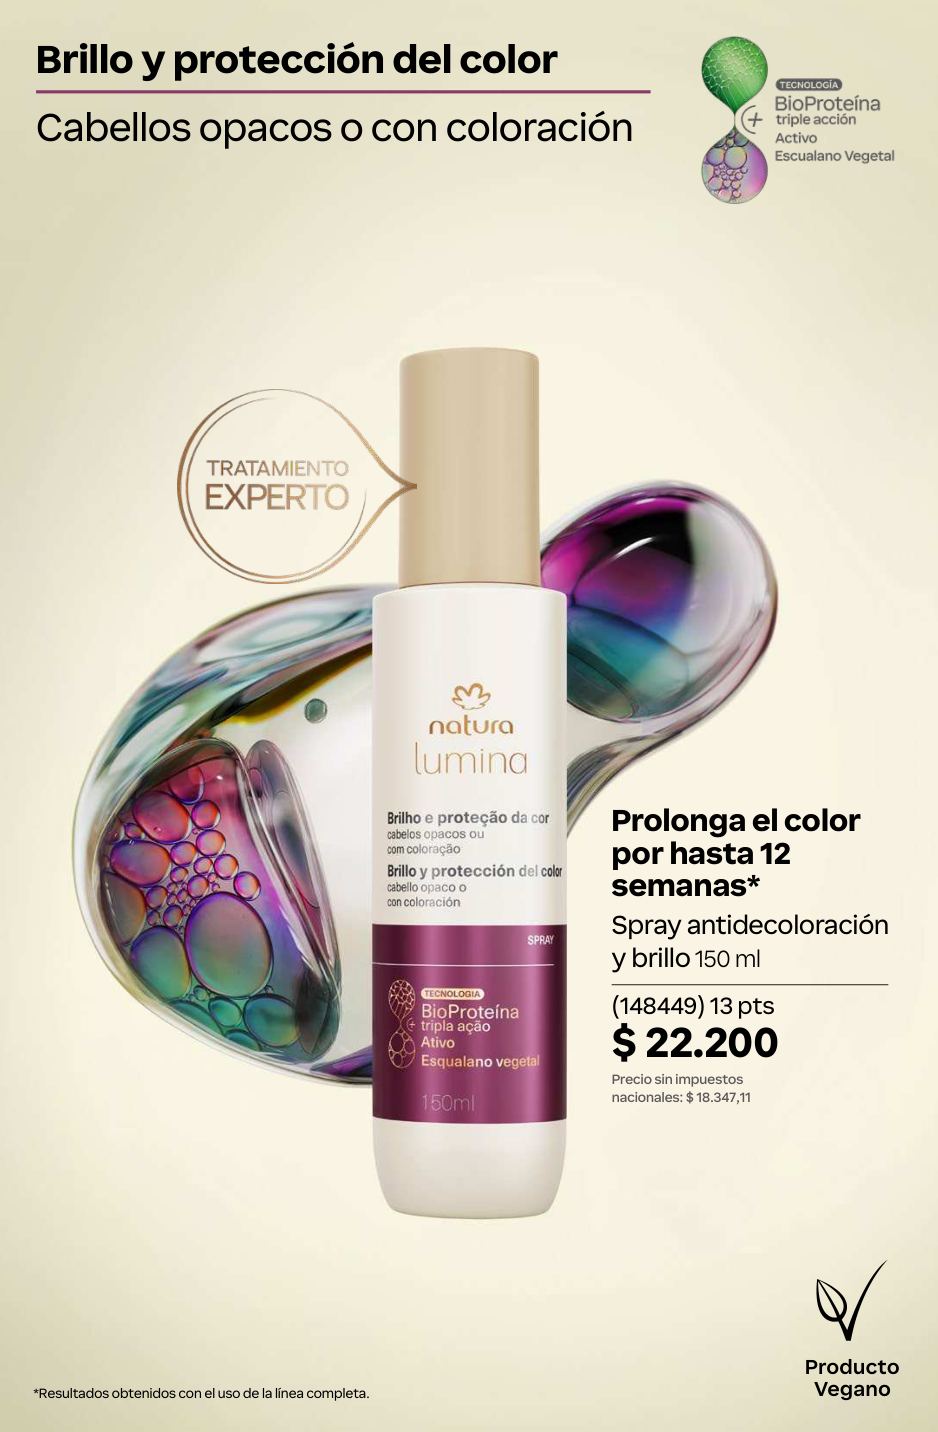 Brillo y protección del color
Cabellos opacos o con coloración
TECNOLOGÍA
BioProteína
triple acción
Activo
Escualano Vegetal
TRATAMIENTO
EXPERTO
natura
lumina
Brilho e proteção da cor
cabelos opacos ou
com coloração
Brillo y protección del color
cabello opaco o
con coloración
SPRAY
TECNOLOGIA
BioProteína
tripla ação
Ativo
Esqualano vegetal
150ml
Prolonga el color
por hasta 12
semanas*
Spray antidecoloración
y brillo 150 ml
(148449) 13 pts
$ 22.200
Precio sin impuestos
nacionales: $ 18.347,11
Producto
Vegano
*Resultados obtenidos con el uso de la línea completa.